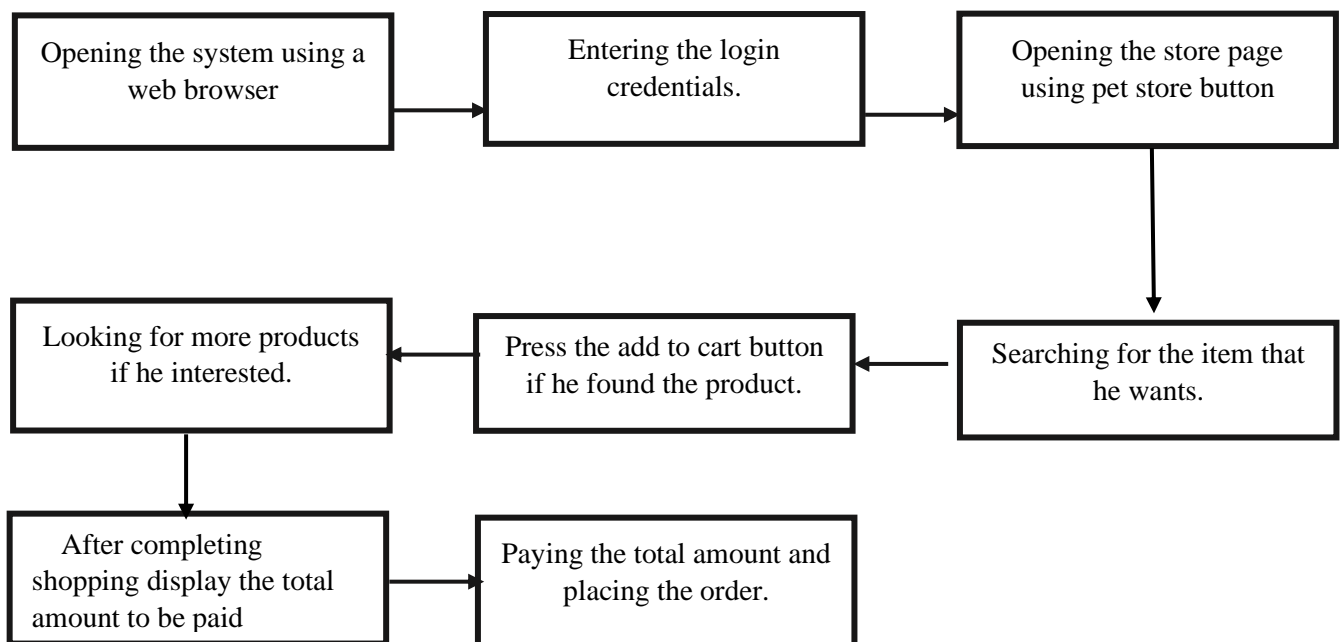 Opening the system using a
web browser
Entering the login
credentials.
Opening the store page
using pet store button
Searching for the item that
he wants.
Press the add to cart button
if he found the product.
Looking for more products
if he interested.
After completing
shopping display the total
amount to be paid
Paying the total amount and
placing the order.